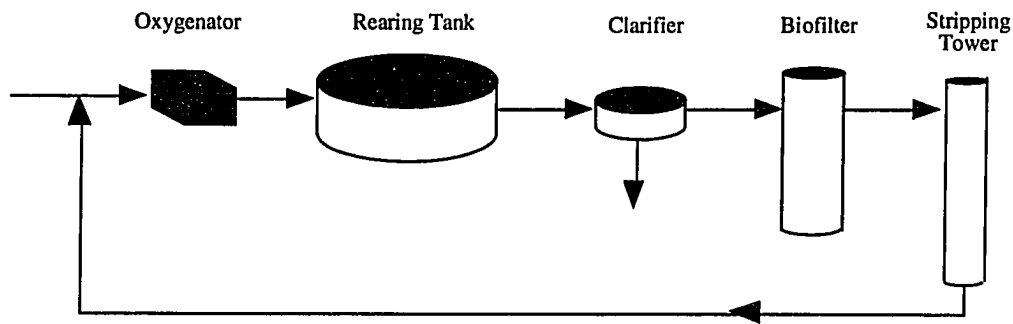 Oxygenator
Rearing Tank
Clarifier
Biofilter
Stripping
Tower